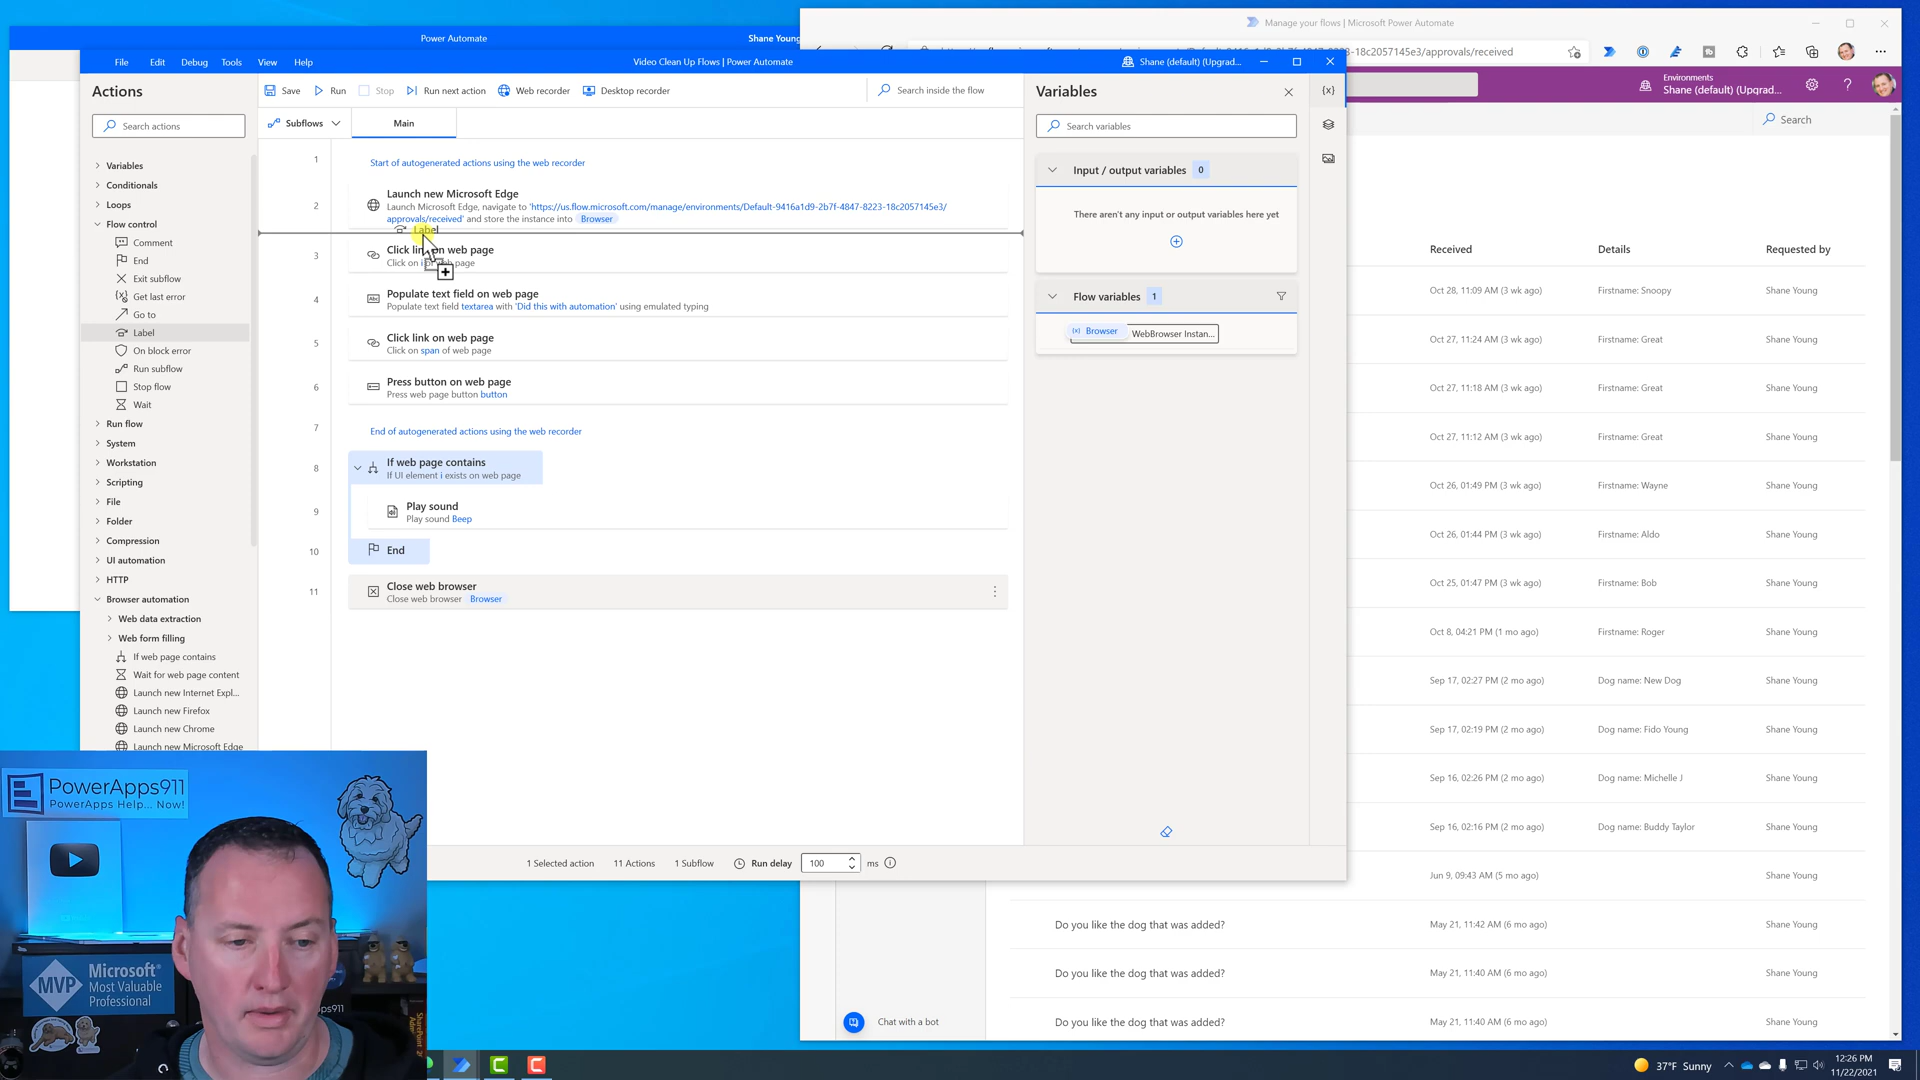 Manage your flows | Microsoft Power Automate
Power Automate
Shane Young
18c2057145e3/approvals/received
File Edit Debug Tools View Help
Video Clean Up Flows | Power Automate
Shane (default) (Upgrad...
Environments
Shane (default) (Upgrad...
Actions
Save Run Stop Run next action Web recorder Desktop recorder
Search inside the flow
Variables
{x}
Search actions
Subflows
Main
Search variables
Search
Variables
Conditionals
Loops
Flow control
Comment
End
Exit subflow
Get last error
Go to
Label
On block error
Run subflow
Stop flow
Wait
Run flow
System
Workstation
Scripting
File
Folder
Compression
UI automation
HTTP
Browser automation
Web data extraction
Web form filling
If web page contains
Wait for web page content
Launch new Internet Expl...
Launch new Firefox
Launch new Chrome
Launch new Microsoft Edge
1
Start of autogenerated actions using the web recorder
2
Launch new Microsoft Edge
Launch Microsoft Edge, navigate to 'https://us.flow.microsoft.com/manage/environments/Default-9416a1d9-2b7f-4847-8223-18c2057145e3/
approvals/received' and store the instance into Browser
Label
3
Click link on web page
Click on i of web page
4
Populate text field on web page
Abc
Populate text field textarea with 'Did this with automation' using emulated typing
5
Click link on web page
Click on span of web page
6
Press button on web page
Press web page button button
7
End of autogenerated actions using the web recorder
8
If web page contains
If UI element i exists on web page
9
Play sound
Play sound Beep
10
End
11
Close web browser
Close web browser Browser
Input / output variables 0
There aren't any input or output variables here yet
Flow variables 1
{x} Browser WebBrowser Instan...
1 Selected action 11 Actions 1 Subflow Run delay 100 ms
Received Details Requested by
Oct 28, 11:09 AM (3 wk ago) Firstname: Snoopy Shane Young
Oct 27, 11:24 AM (3 wk ago) Firstname: Great Shane Young
Oct 27, 11:18 AM (3 wk ago) Firstname: Great Shane Young
Oct 27, 11:12 AM (3 wk ago) Firstname: Great Shane Young
Oct 26, 01:49 PM (3 wk ago) Firstname: Wayne Shane Young
Oct 26, 01:44 PM (3 wk ago) Firstname: Aldo Shane Young
Oct 25, 01:47 PM (3 wk ago) Firstname: Bob Shane Young
Oct 8, 04:21 PM (1 mo ago) Firstname: Roger Shane Young
Sep 17, 02:27 PM (2 mo ago) Dog name: New Dog Shane Young
Sep 17, 02:19 PM (2 mo ago) Dog name: Fido Young Shane Young
Sep 16, 02:26 PM (2 mo ago) Dog name: Michelle J Shane Young
Sep 16, 02:16 PM (2 mo ago) Dog name: Buddy Taylor Shane Young
Jun 9, 09:43 AM (5 mo ago) Shane Young
Do you like the dog that was added? May 21, 11:42 AM (6 mo ago) Shane Young
Do you like the dog that was added? May 21, 11:40 AM (6 mo ago) Shane Young
Do you like the dog that was added? May 21, 11:40 AM (6 mo ago) Shane Young
Chat with a bot
PowerApps911
PowerApps Help... Now!
MVP
Microsoft®
Most Valuable
Professional
37°F Sunny
12:26 PM
11/22/2021